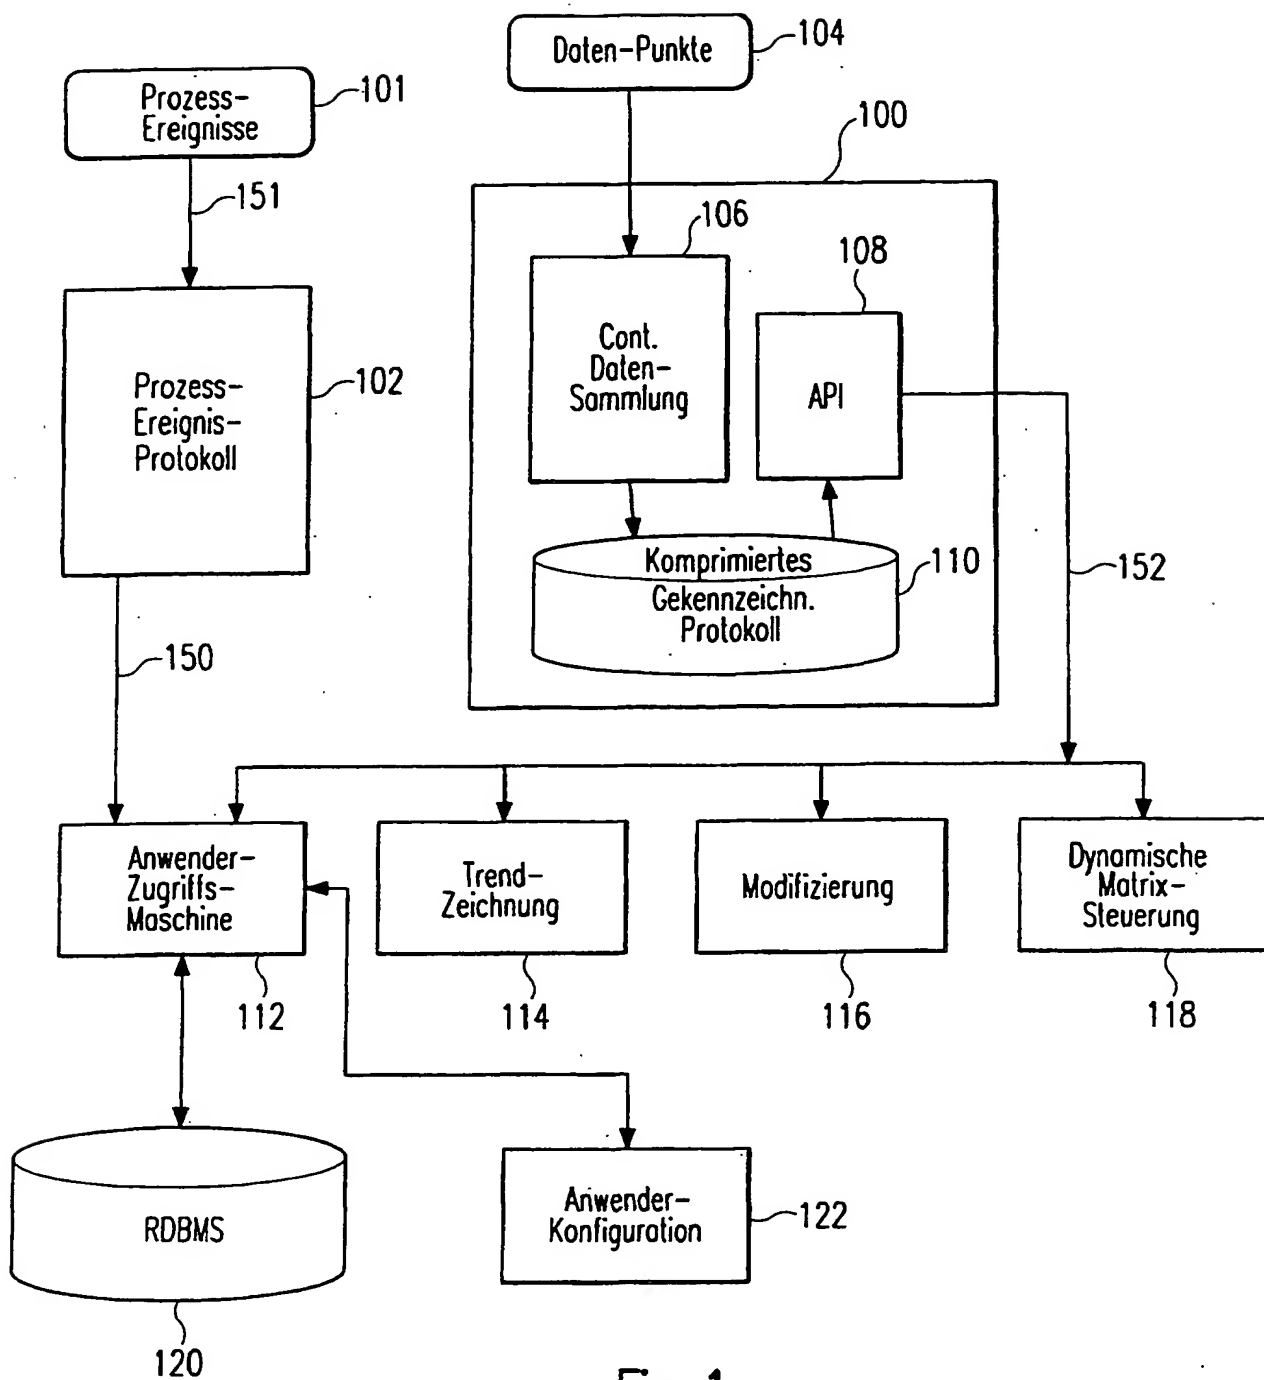 Daten-Punkte
104
Prozess-
Ereignisse
101
100
151
106
108
Prozess-
Ereignis-
Protokoll
102
Cont.
Daten-
Sammlung
API
Komprimiertes
Gekennzeichn.
Protokoll
110
152
150
Anwender-
Zugriffs-
Maschine
Trend-
Zeichnung
Modifizierung
Dynamische
Matrix-
Steuerung
112
114
116
118
RDBMS
Anwender-
Konfiguration
122
120
Fig. 1